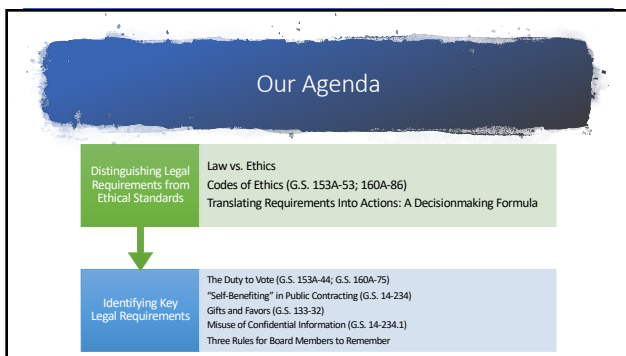 Our Agenda
Distinguishing Legal
Requirements from
Ethical Standards
Law vs. Ethics
Codes of Ethics (G.S. 153A-53; 160A-86)
Translating Requirements Into Actions: A Decisionmaking Formula
Identifying Key
Legal Requirements
The Duty to Vote (G.S. 153A-44; G.S. 160A-75)
“Self-Benefiting” in Public Contracting (G.S. 14-234)
Gifts and Favors (G.S. 133-32)
Misuse of Confidential Information (G.S. 14-234.1)
Three Rules for Board Members to Remember